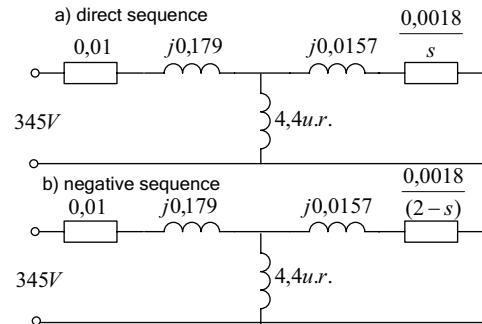 a) direct sequence
0,01 j0,179 j0,0157 0,0018
s
345V 4,4u.r.
b) negative sequence
0,01 j0,179 j0,0157 0,0018
(2−s)
345V 4,4u.r.